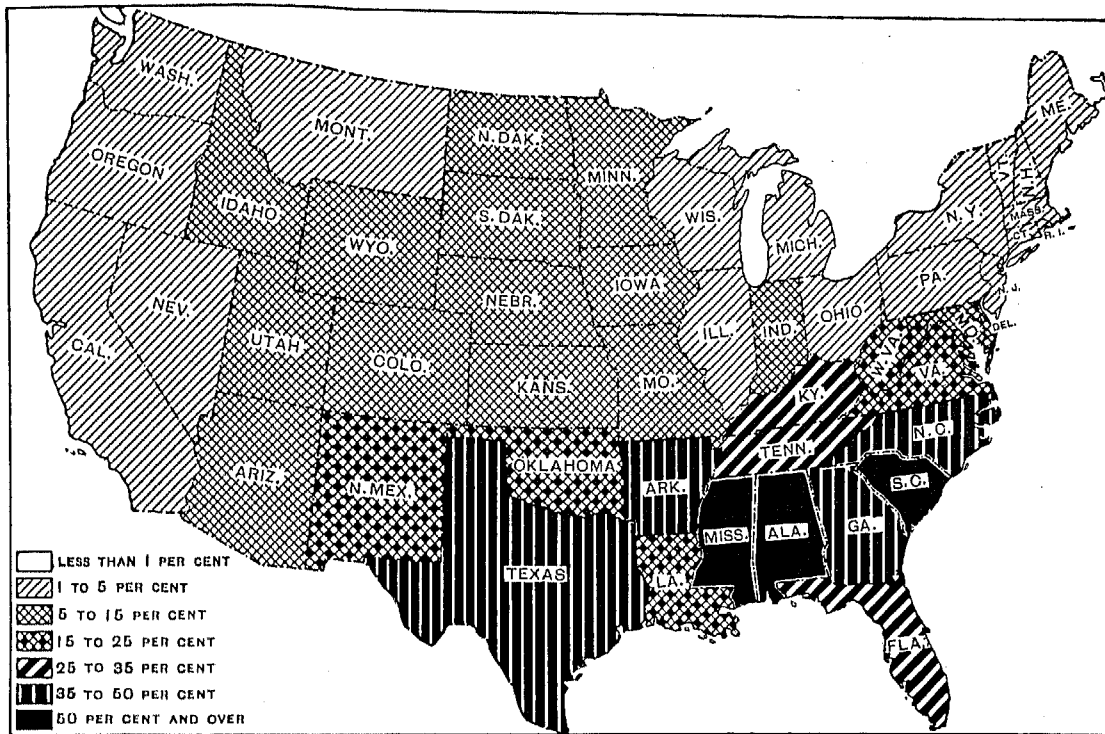 WASH.
MONT.
N. DAK.
MINN.
ME.
OREGON
IDAHO
WYO.
S. DAK.
WIS.
MICH.
N.Y.
VT.
N.H.
MASS.
CT.
R.I.
NEV.
CAL.
UTAH
COLO.
NEBR.
IOWA
ILL.
IND.
OHIO
PA.
N.J.
DEL.
MD.
W.VA.
VA.
KANS.
MO.
KY.
ARIZ.
N.MEX.
OKLAHOMA
ARK.
TENN.
N.C.
S.C.
MISS.
ALA.
GA.
TEXAS
LA.
FLA.
LESS THAN 1 PER CENT
1 TO 5 PER CENT
5 TO 15 PER CENT
15 TO 25 PER CENT
25 TO 35 PER CENT
35 TO 50 PER CENT
50 PER CENT AND OVER